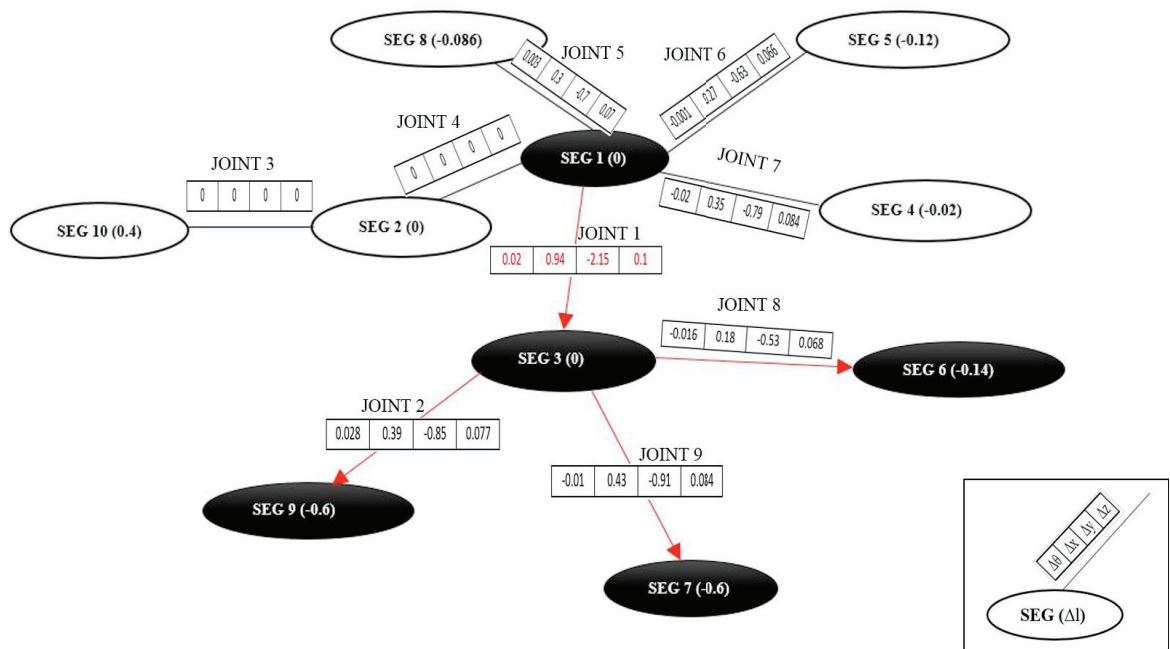 SEG 8 (-0.086)
JOINT 5
0.003 0.3 -0.7 0.07
JOINT 6
-0.001 0.27 -0.63 0.066
SEG 5 (-0.12)
JOINT 4
0 0 0 0
SEG 1 (0)
JOINT 3
0 0 0 0
JOINT 7
-0.02 0.35 -0.79 0.084
SEG 10 (0.4)
SEG 2 (0)
SEG 4 (-0.02)
JOINT 1
0.02 0.94 -2.15 0.1
JOINT 8
-0.016 0.18 -0.53 0.068
SEG 3 (0)
SEG 6 (-0.14)
JOINT 2
0.028 0.39 -0.85 0.077
JOINT 9
-0.01 0.43 -0.91 0.084
SEG 9 (-0.6)
SEG 7 (-0.6)
Δθ Δx Δy Δz
SEG (Δl)